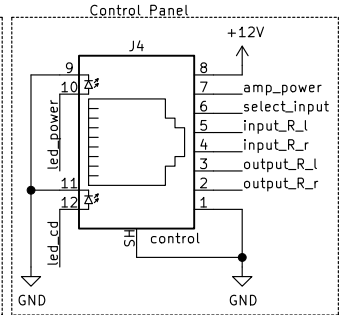 Control Panel
J4
+12V
9
8
10
7
amp_power
6
select_input
led_power
5
input_R_l
4
input_R_r
3
output_R_l
11
2
output_R_r
12
1
led_cd
SH
control
GND
GND